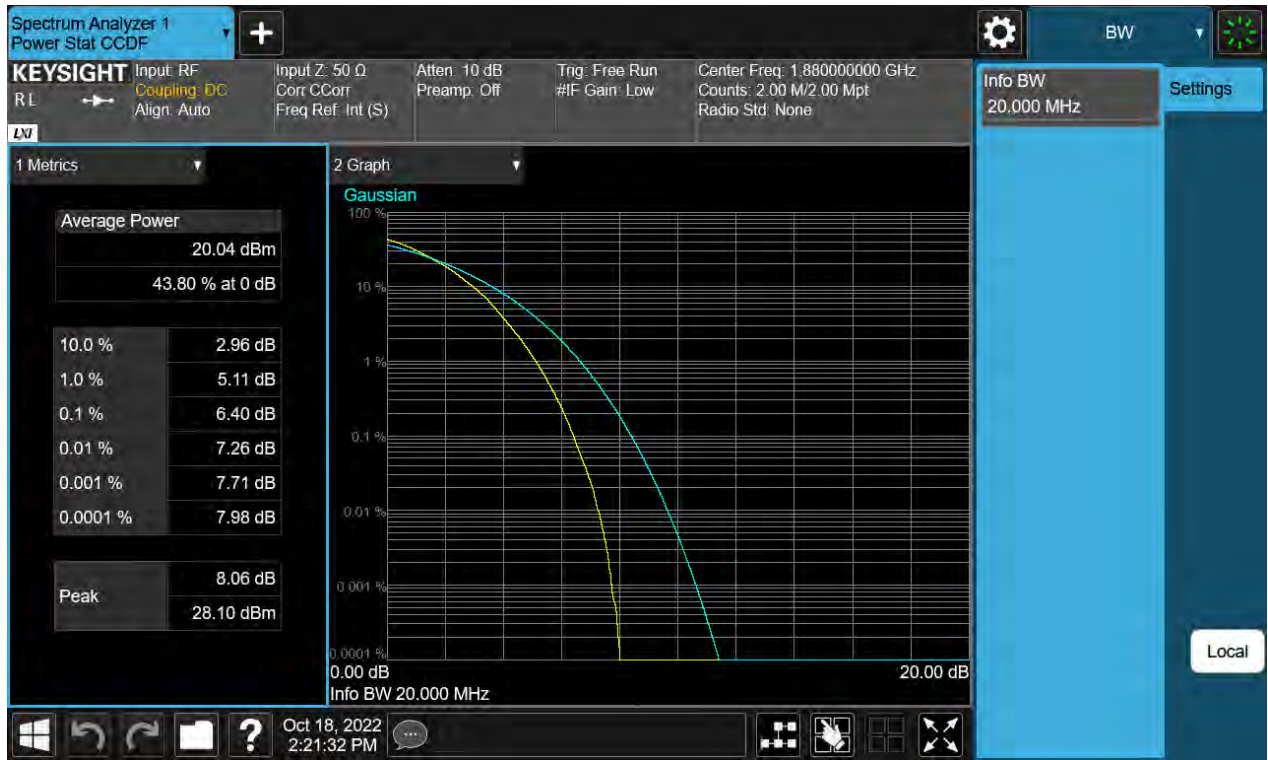 Spectrum Analyzer 1
Power Stat CCDF
BW
KEYSIGHT
RL
LXI
Input: RF
Coupling: DC
Align: Auto
Input Z: 50 Ω
Corr CCorr
Freq Ref: Int (S)
Atten: 10 dB
Preamp: Off
Trig: Free Run
#IF Gain: Low
Center Freq: 1.880000000 GHz
Counts: 2.00 M/2.00 Mpt
Radio Std: None
Info BW
20.000 MHz
Settings
1 Metrics
Average Power
20.04 dBm
43.80 % at 0 dB
10.0 % 2.96 dB
1.0 % 5.11 dB
0.1 % 6.40 dB
0.01 % 7.26 dB
0.001 % 7.71 dB
0.0001 % 7.98 dB
Peak
8.06 dB
28.10 dBm
2 Graph
Gaussian
100 %
10 %
1 %
0.1 %
0.01 %
0.001 %
0.0001 %
0.00 dB 20.00 dB
Info BW 20.000 MHz
Local
?
Oct 18, 2022
2:21:32 PM